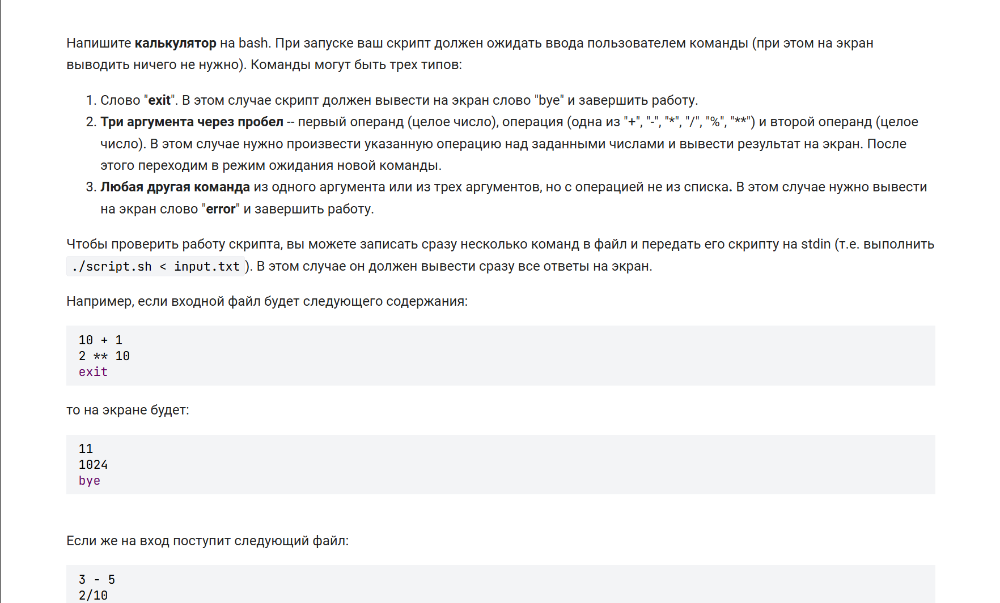 Напишите калькулятор на bash. При запуске ваш скрипт должен ожидать ввода пользователем команды (при этом на экран
выводить ничего не нужно). Команды могут быть трех типов:
1. Слово "exit". В этом случае скрипт должен вывести на экран слово "bye" и завершить работу.
2. Три аргумента через пробел -- первый операнд (целое число), операция (одна из "+", "-", "*", "/", "%", "**") и второй операнд (целое
число). В этом случае нужно произвести указанную операцию над заданными числами и вывести результат на экран. После
этого переходим в режим ожидания новой команды.
3. Любая другая команда из одного аргумента или из трех аргументов, но с операцией не из списка. В этом случае нужно вывести
на экран слово "error" и завершить работу.
Чтобы проверить работу скрипта, вы можете записать сразу несколько команд в файл и передать его скрипту на stdin (т.е. выполнить
./script.sh < input.txt). В этом случае он должен вывести сразу все ответы на экран.
Например, если входной файл будет следующего содержания:
10 + 1
2 ** 10
exit
то на экране будет:
11
1024
bye
Если же на вход поступит следующий файл:
3 - 5
2/10